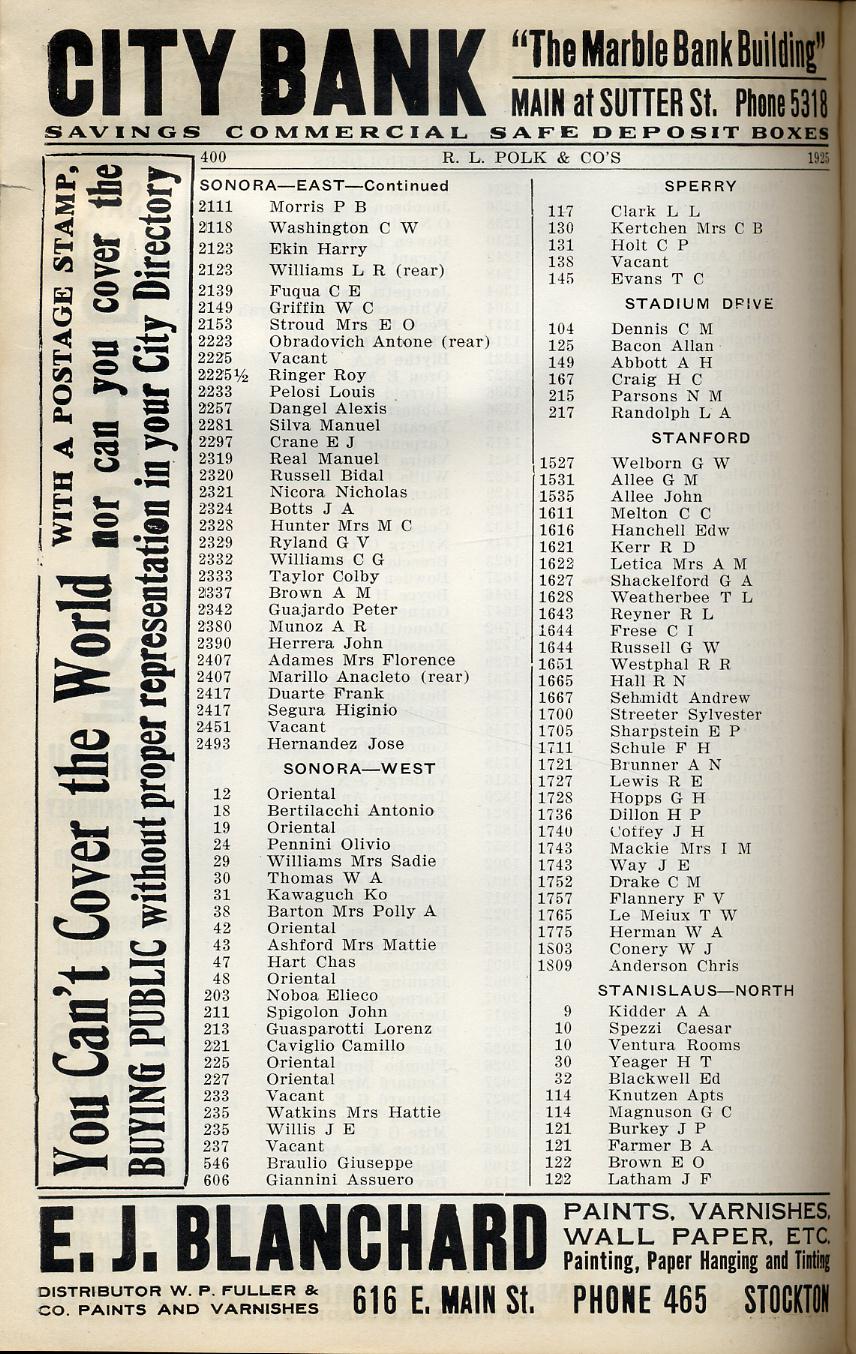 CITY BANK
"The Marble Bank Building"
MAIN at SUTTER St. Phone 5318
SAVINGS COMMERCIAL SAFE DEPOSIT BOXES
You Can't Cover the World WITH A POSTAGE STAMP,
nor can you cover the
BUYING PUBLIC without proper representation in your City Directory
400 R. L. POLK & CO'S 1925
SONORA—EAST—Continued
2111 Morris P B
2118 Washington C W
2123 Ekin Harry
2123 Williams L R (rear)
2139 Fuqua C E
2149 Griffin W C
2153 Stroud Mrs E O
2223 Obradovich Antone (rear)
2225 Vacant
2225½ Ringer Roy
2233 Pelosi Louis
2257 Dangel Alexis
2281 Silva Manuel
2297 Crane E J
2319 Real Manuel
2320 Russell Bidal
2321 Nicora Nicholas
2324 Botts J A
2328 Hunter Mrs M C
2329 Ryland G V
2332 Williams C G
2333 Taylor Colby
2337 Brown A M
2342 Guajardo Peter
2380 Munoz A R
2390 Herrera John
2407 Adames Mrs Florence
2407 Marillo Anacleto (rear)
2417 Duarte Frank
2417 Segura Higinio
2451 Vacant
2493 Hernandez Jose
SONORA—WEST
12 Oriental
18 Bertilacchi Antonio
19 Oriental
24 Pennini Olivio
29 Williams Mrs Sadie
30 Thomas W A
31 Kawaguch Ko
38 Barton Mrs Polly A
42 Oriental
43 Ashford Mrs Mattie
47 Hart Chas
48 Oriental
203 Noboa Elieco
211 Spigolon John
213 Guasparotti Lorenz
221 Caviglio Camillo
225 Oriental
227 Oriental
233 Vacant
235 Watkins Mrs Hattie
235 Willis J E
237 Vacant
546 Braulio Giuseppe
606 Giannini Assuero
SPERRY
117 Clark L L
130 Kertchen Mrs C B
131 Holt C P
138 Vacant
145 Evans T C
STADIUM DRIVE
104 Dennis C M
125 Bacon Allan
149 Abbott A H
167 Craig H C
215 Parsons N M
217 Randolph L A
STANFORD
1527 Welborn G W
1531 Allee G M
1535 Allee John
1611 Melton C C
1616 Hanchell Edw
1621 Kerr R D
1622 Letica Mrs A M
1627 Shackelford G A
1628 Weatherbee T L
1643 Reyner R L
1644 Frese C I
1644 Russell G W
1651 Westphal R R
1665 Hall R N
1667 Schmidt Andrew
1700 Streeter Sylvester
1705 Sharpstein E P
1711 Schule F H
1721 Brunner A N
1727 Lewis R E
1728 Hopps G H
1736 Dillon H P
1740 Coffey J H
1743 Mackie Mrs I M
1743 Way J E
1752 Drake C M
1757 Flannery F V
1765 Le Meiux T W
1775 Herman W A
1803 Conery W J
1809 Anderson Chris
STANISLAUS—NORTH
9 Kidder A A
10 Spezzi Caesar
10 Ventura Rooms
30 Yeager H T
32 Blackwell Ed
114 Knutzen Apts
114 Magnuson G C
121 Burkey J P
121 Farmer B A
122 Brown E O
122 Latham J F
E. J. BLANCHARD
PAINTS, VARNISHES,
WALL PAPER, ETC.
Painting, Paper Hanging and Tinting
DISTRIBUTOR W. P. FULLER &
CO. PAINTS AND VARNISHES
616 E. MAIN St. PHONE 465 STOCKTON